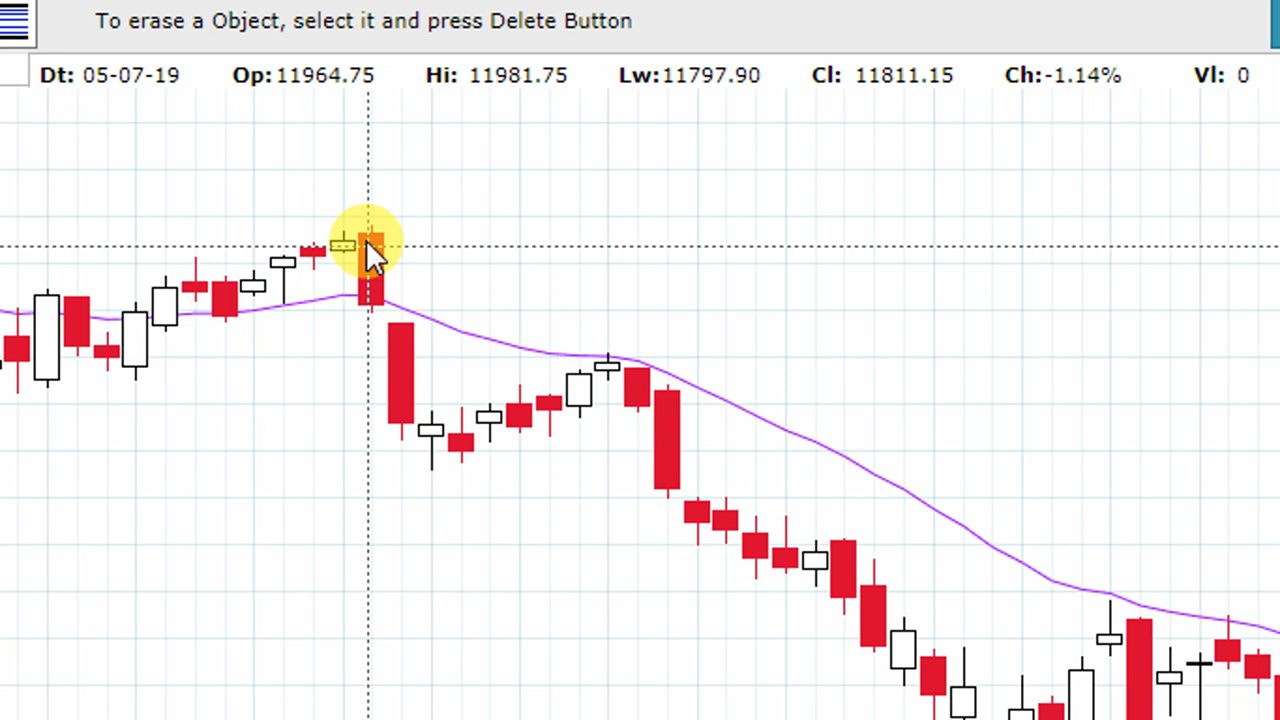 To erase a Object, select it and press Delete Button
Dt: 05-07-19 Op:11964.75 Hi: 11981.75 Lw:11797.90 Cl: 11811.15 Ch:-1.14% Vl: 0